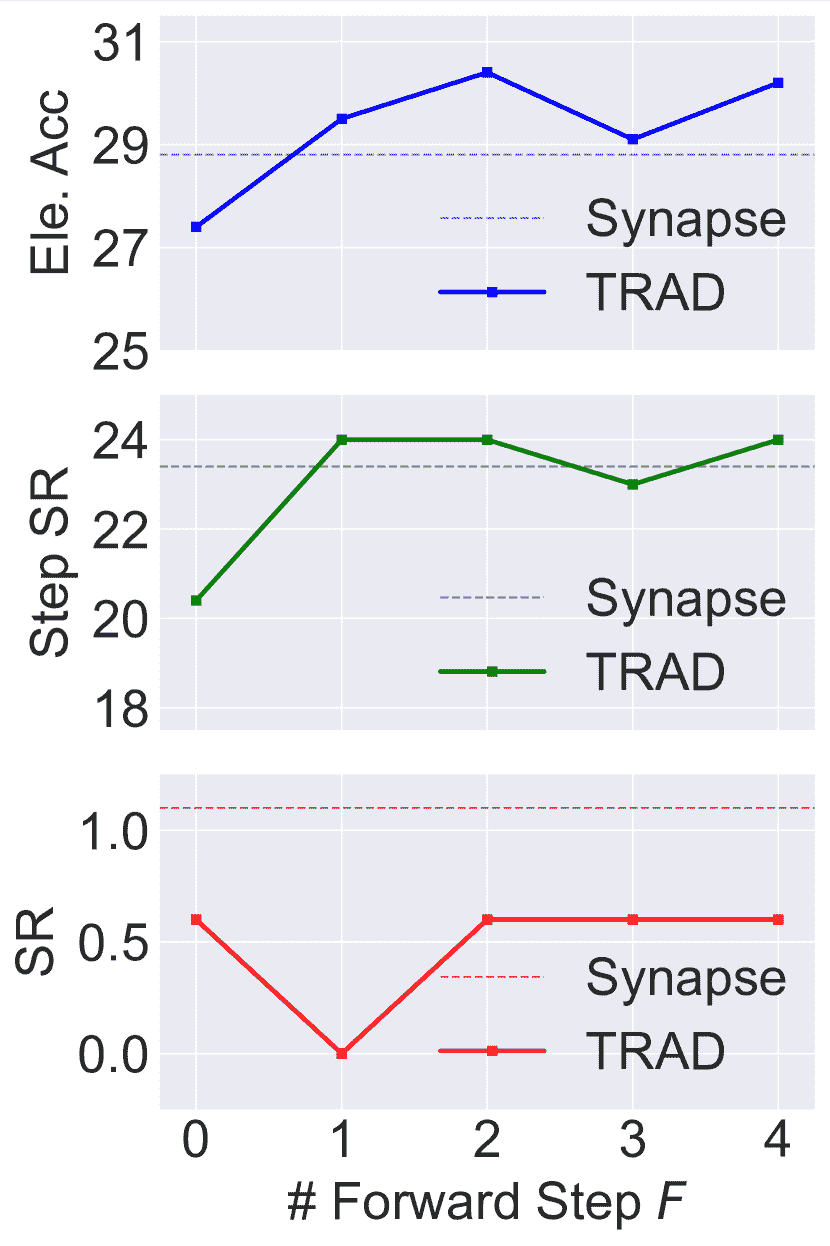 31
29
27
25
Ele. Acc
Synapse
TRAD
24
22
20
18
Step SR
Synapse
TRAD
1.0
0.5
0.0
SR
Synapse
TRAD
0 1 2 3 4
# Forward Step F